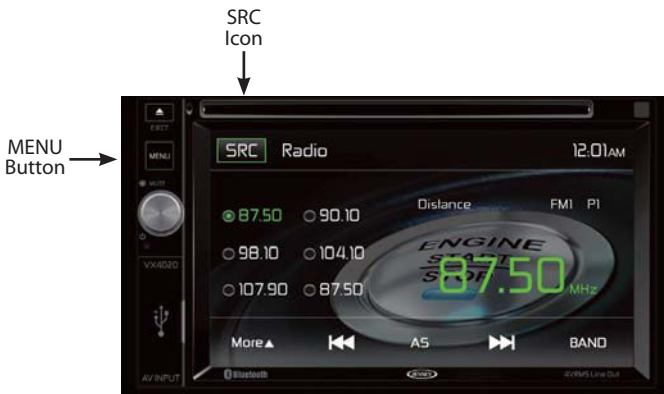 SRC
Icon
EJECT
MENU
Button
MENU
SRC Radio 12:01AM
MUTE
Distance FM1 P1
87.50 90.10
ENGINE
START
STOP
98.10 104.10
87.50 MHz
VX4020
107.90 87.50
More AS BAND
AV INPUT
Bluetooth
JENSEN
4VRMS Line Out